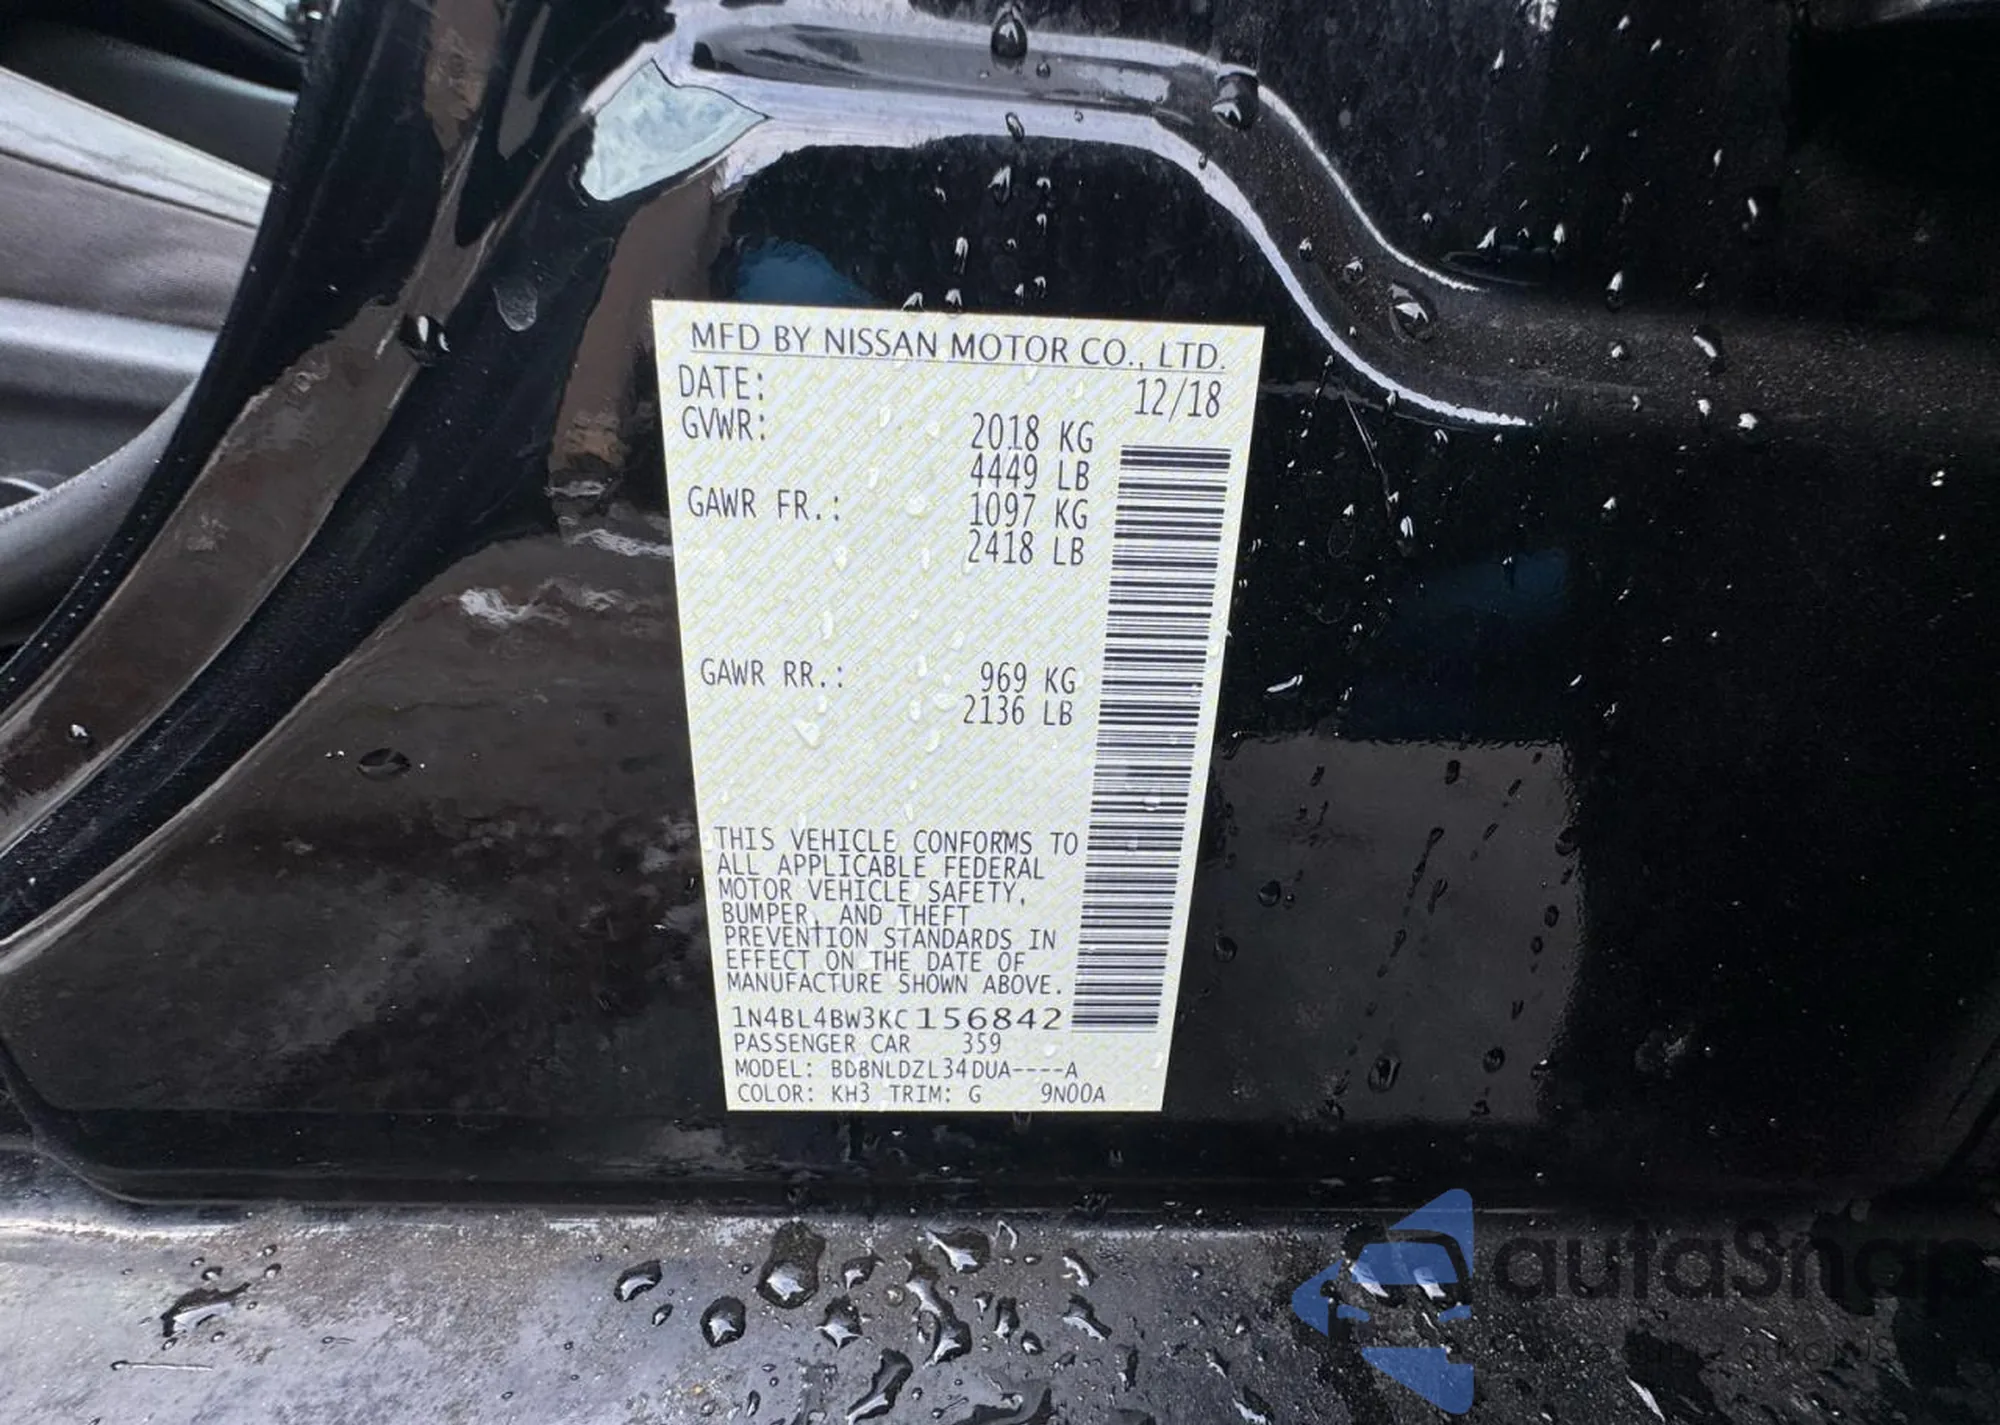 MFD BY NISSAN MOTOR CO., LTD.
DATE: 12/18
GVWR: 2018 KG
4449 LB
GAWR FR.: 1097 KG
2418 LB
GAWR RR.: 969 KG
2136 LB
THIS VEHICLE CONFORMS TO
ALL APPLICABLE FEDERAL
MOTOR VEHICLE SAFETY,
BUMPER, AND THEFT
PREVENTION STANDARDS IN
EFFECT ON THE DATE OF
MANUFACTURE SHOWN ABOVE.
1N4BL4BW3KC156842
PASSENGER CAR 359
MODEL: BD8NLDZL34DUA----A
COLOR: KH3 TRIM: G 9N00A
autaSnap